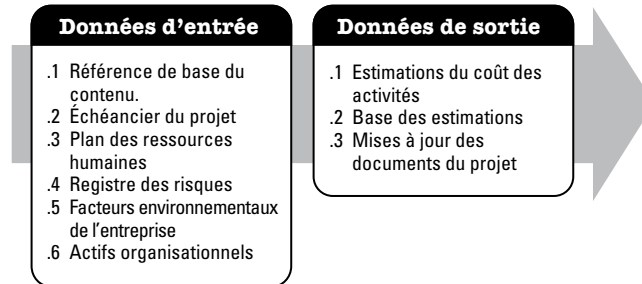 Données d’entrée
.1 Référence de base du
contenu.
.2 Échéancier du projet
.3 Plan des ressources
humaines
.4 Registre des risques
.5 Facteurs environnementaux
de l’entreprise
.6 Actifs organisationnels
Données de sortie
.1 Estimations du coût des
activités
.2 Base des estimations
.3 Mises à jour des
documents du projet